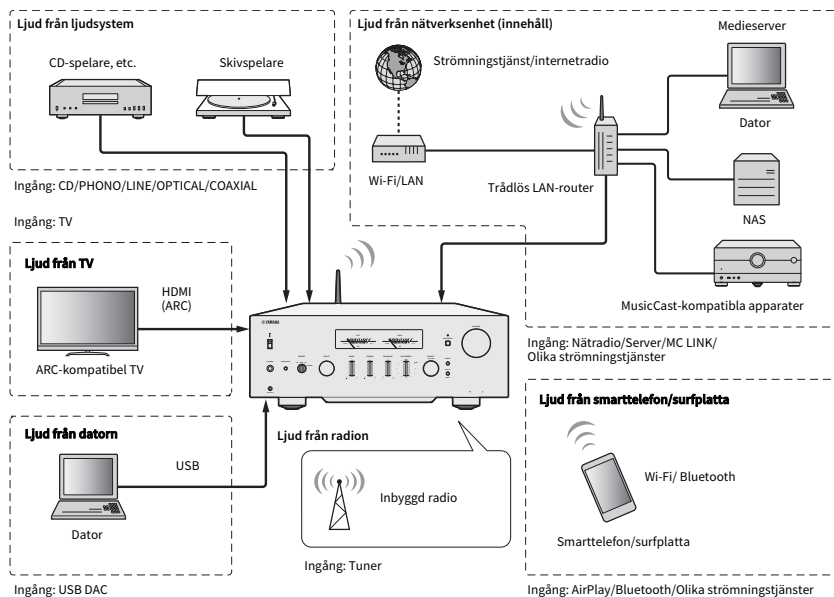 Ljud från ljudsystem
CD-spelare, etc.
Skivspelare
Ingång: CD/PHONO/LINE/OPTICAL/COAXIAL
Ljud från nätverksenhet (innehåll)
Strömningstjänst/internetradio
Wi-Fi/LAN
Trådlös LAN-router
Medieserver
Dator
NAS
MusicCast-kompatibla apparater
Ingång: Nätradio/Server/MC LINK/
Olika strömningstjänster
Ingång: TV
Ljud från TV
HDMI
(ARC)
ARC-kompatibel TV
YAMAHA
Ljud från datorn
USB
Dator
Ingång: USB DAC
Ljud från radion
Inbyggd radio
Ingång: Tuner
Ljud från smarttelefon/surfplatta
Wi-Fi/ Bluetooth
Smarttelefon/surfplatta
Ingång: AirPlay/Bluetooth/Olika strömningstjänster